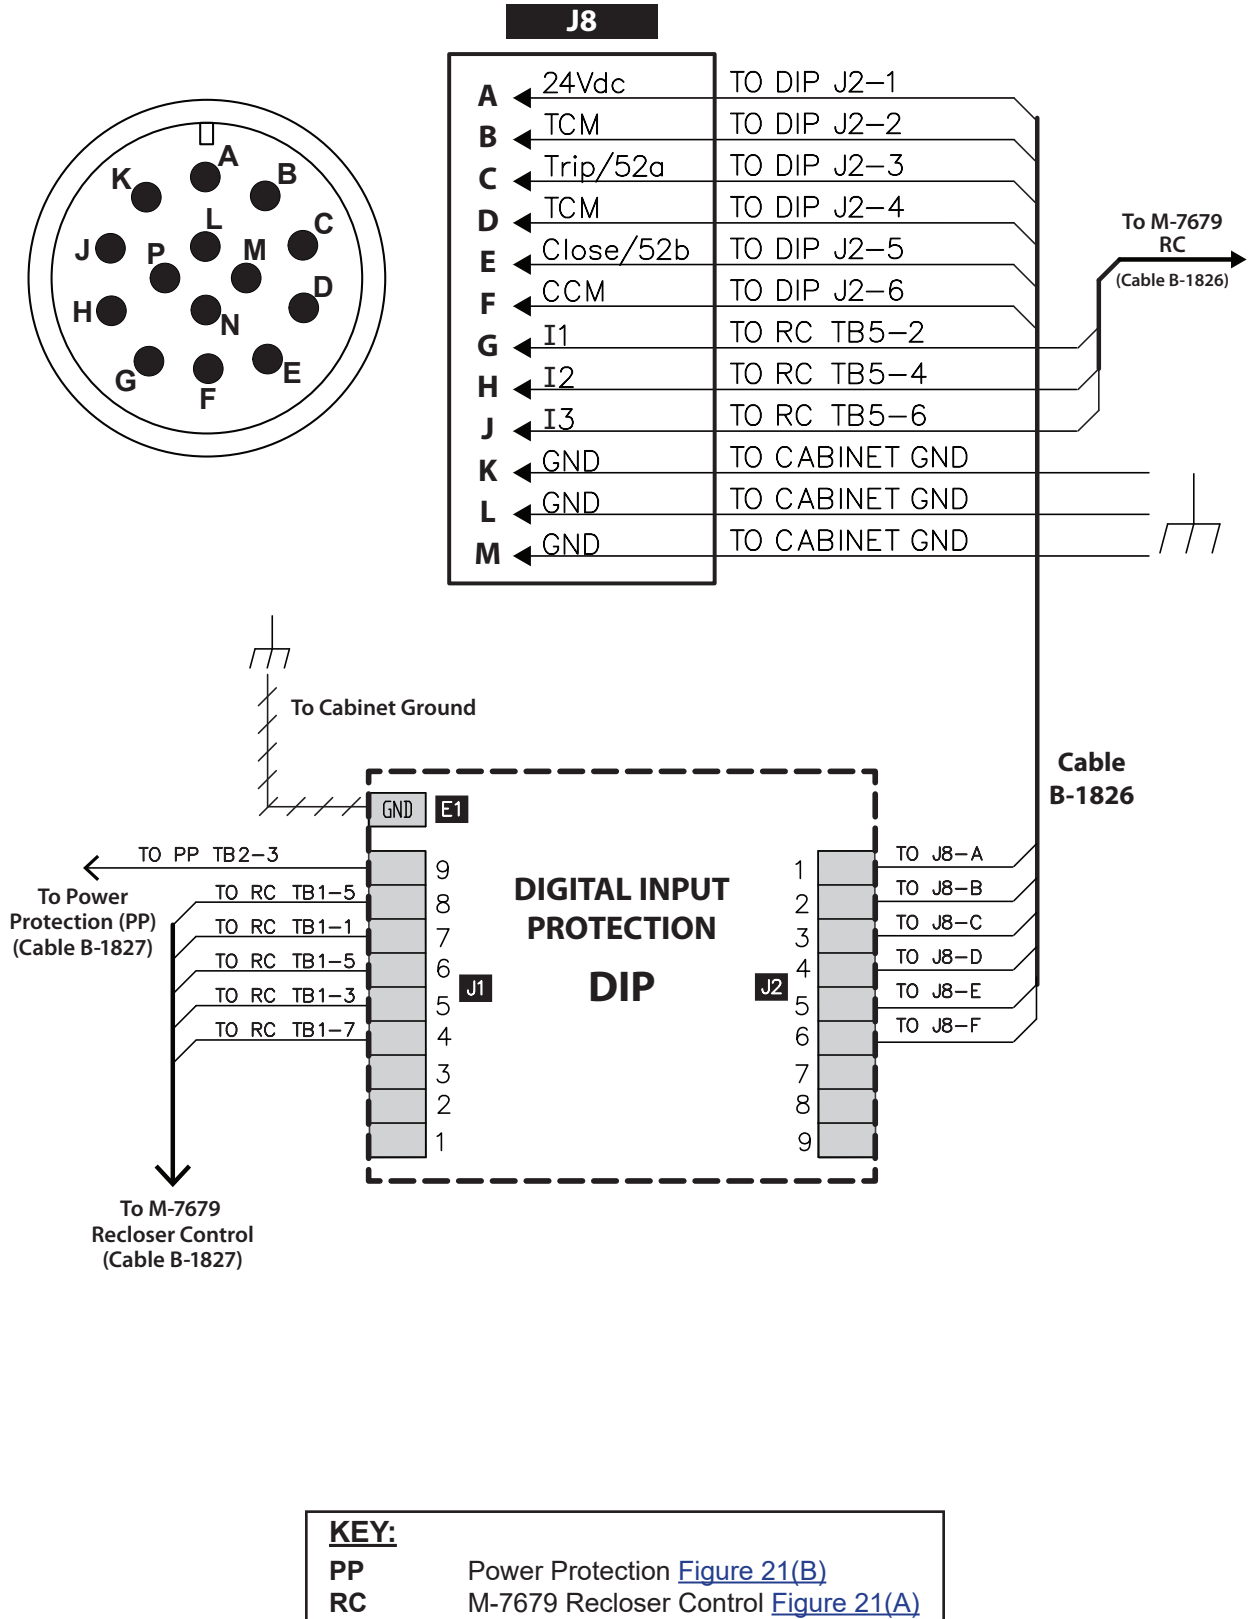 J8
A 24Vdc TO DIP J2-1
B TCM TO DIP J2-2
C Trip/52a TO DIP J2-3
D TCM TO DIP J2-4
E Close/52b TO DIP J2-5
F CCM TO DIP J2-6
G I1 TO RC TB5-2
H I2 TO RC TB5-4
J I3 TO RC TB5-6
K GND TO CABINET GND
L GND TO CABINET GND
M GND TO CABINET GND
A
K B
L C
J P M
D
H N
G E
F
To M-7679
RC
(Cable B-1826)
To Cabinet Ground
Cable
B-1826
GND E1
TO PP TB2-3 9
TO RC TB1-5 8
TO RC TB1-1 7
TO RC TB1-5 6
TO RC TB1-3 5
TO RC TB1-7 4
3
2
1
J1
To Power
Protection (PP)
(Cable B-1827)
To M-7679
Recloser Control
(Cable B-1827)
DIGITAL INPUT
PROTECTION
DIP
J2
1 TO J8-A
2 TO J8-B
3 TO J8-C
4 TO J8-D
5 TO J8-E
6 TO J8-F
7
8
9
KEY:
PP Power Protection Figure 21(B)
RC M-7679 Recloser Control Figure 21(A)